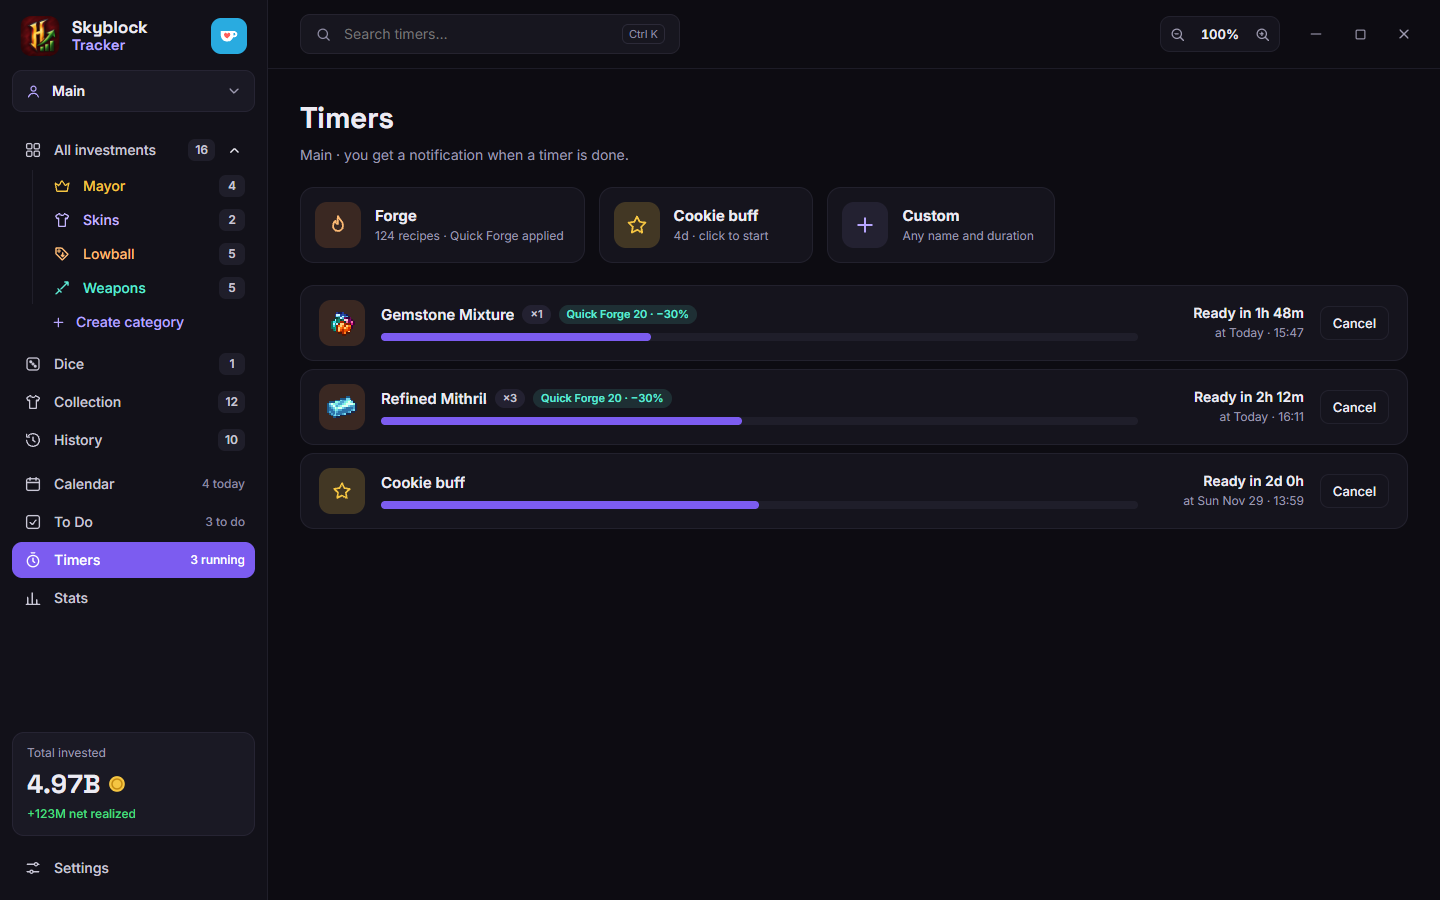 Skyblock
Tracker
Search timers...
Ctrl K
100%
Main
All investments 16
Mayor 4
Skins 2
Lowball 5
Weapons 5
Create category
Dice 1
Collection 12
History 10
Calendar 4 today
To Do 3 to do
Timers 3 running
Stats
Total invested
4.97B
+123M net realized
Settings
Timers
Main · you get a notification when a timer is done.
Forge
124 recipes · Quick Forge applied
Cookie buff
4d · click to start
Custom
Any name and duration
Gemstone Mixture ×1 Quick Forge 20 · −30%
Ready in 1h 48m
at Today · 15:47
Cancel
Refined Mithril ×3 Quick Forge 20 · −30%
Ready in 2h 12m
at Today · 16:11
Cancel
Cookie buff
Ready in 2d 0h
at Sun Nov 29 · 13:59
Cancel